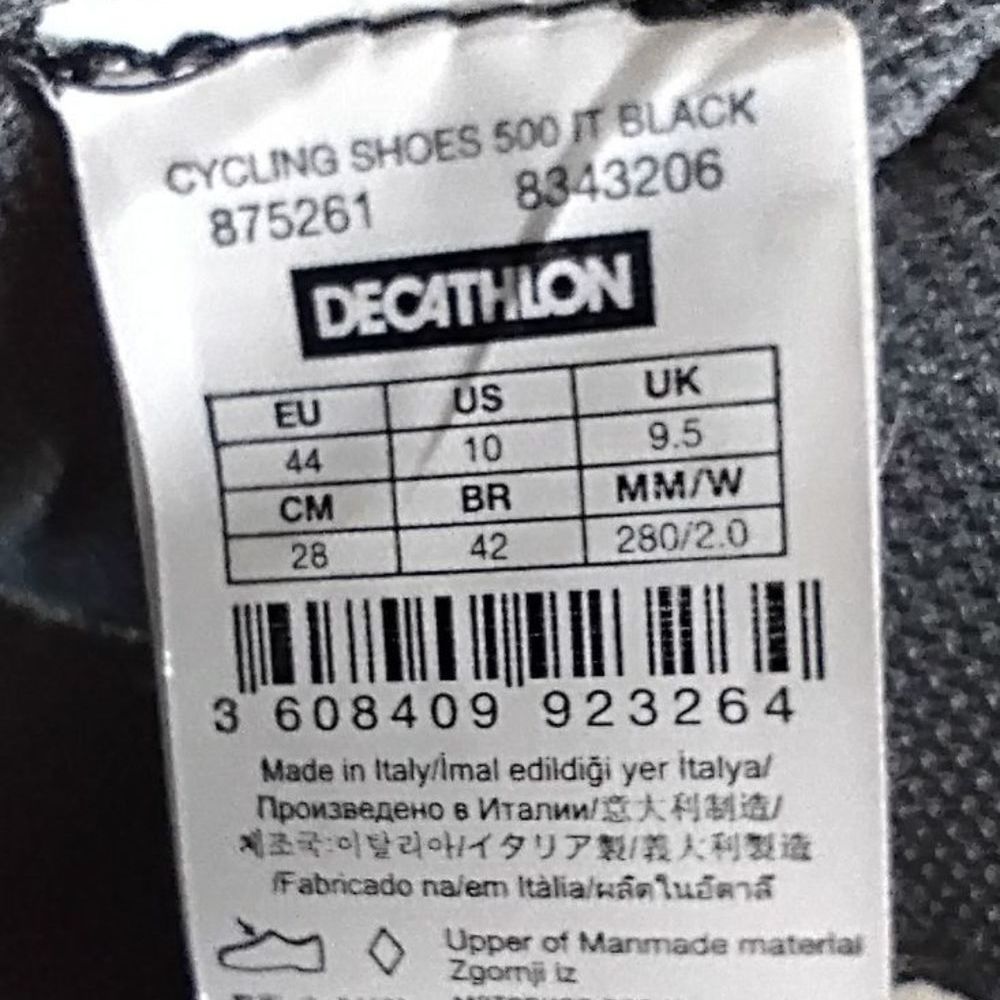 CYCLING SHOES 500 IT BLACK
875261 8343206
DECATHLON
EU US UK
44 10 9.5
CM BR MM/W
28 42 280/2.0
3 608409 923264
Made in Italy/İmal edildiği yer İtalya/
Произведено в Италии/意大利制造/
제조국:이탈리아/イタリア製/義大利製造
/Fabricado na/em Itàlia/ผลิตในอิตาลี
Upper of Manmade material
Zgornji iz